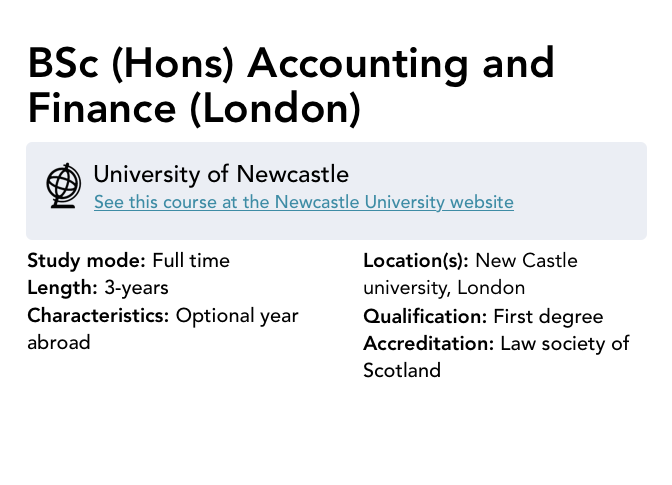 BSc (Hons) Accounting and
Finance (London)
University of Newcastle
See this course at the Newcastle University website
Study mode: Full time
Length: 3-years
Characteristics: Optional year
abroad
Location(s): New Castle
university, London
Qualification: First degree
Accreditation: Law society of
Scotland